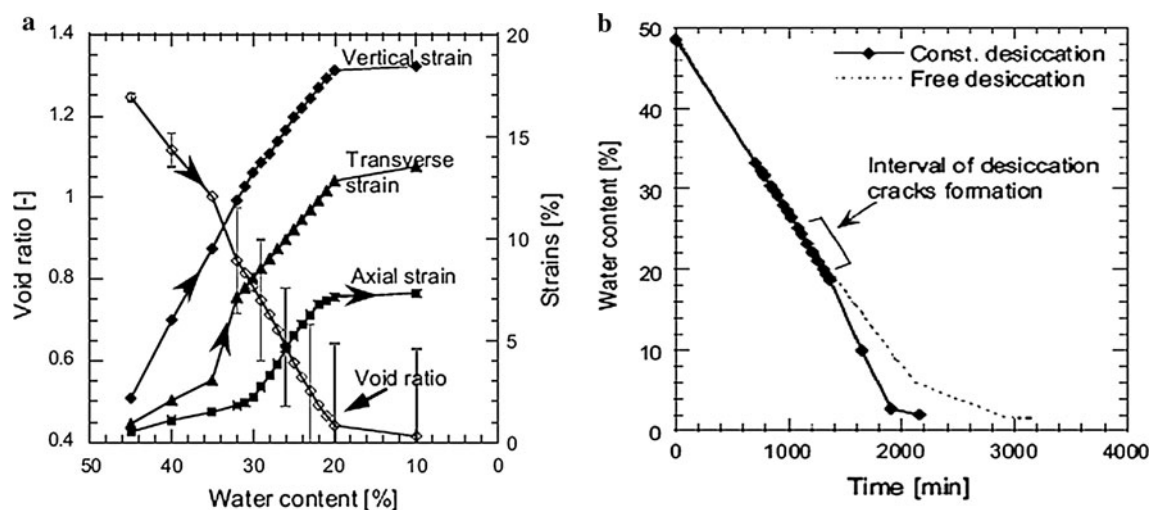 a
1.4
1.2
1
0.8
0.6
0.4
Void ratio [-]
20
15
10
5
0
Strains [%]
50
40
30
20
10
0
Water content [%]
Vertical strain
Transverse
strain
Axial strain
Void ratio
b
50
40
30
20
10
0
Water content [%]
0
1000
2000
3000
4000
Time [min]
Const. desiccation
Free desiccation
Interval of desiccation
cracks formation